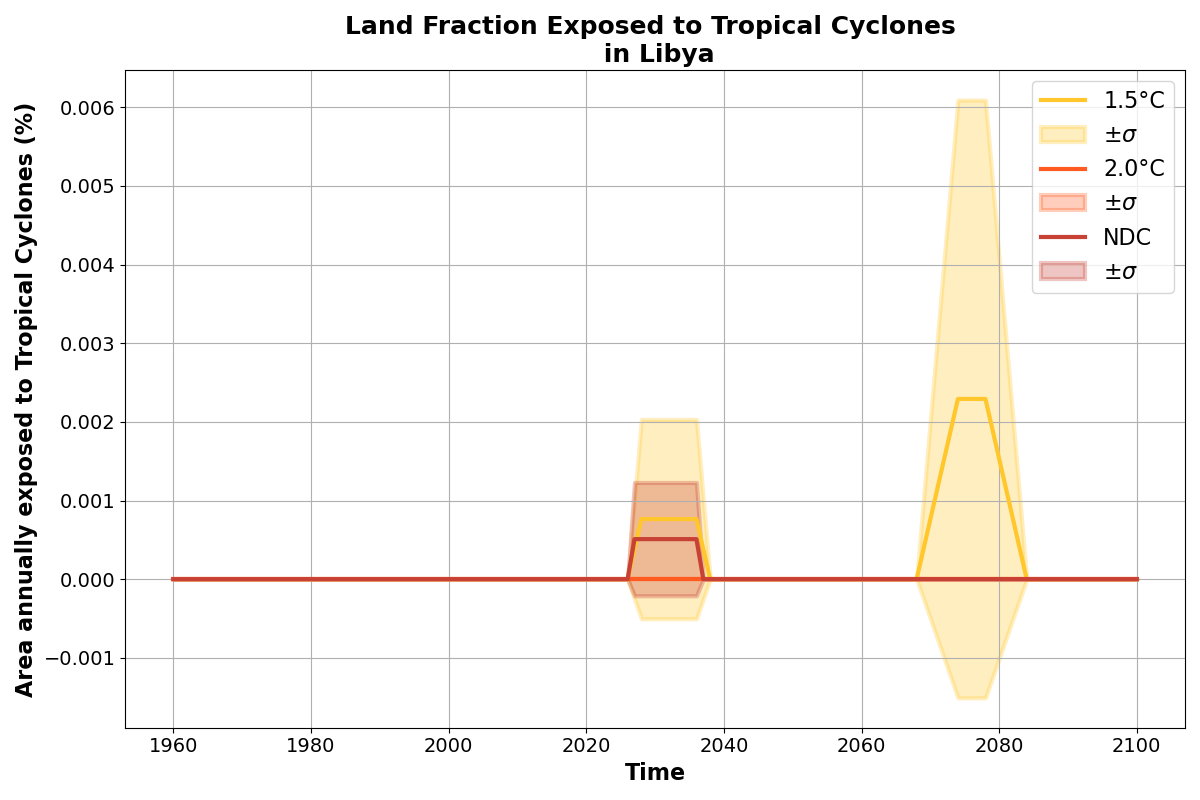 Land Fraction Exposed to Tropical Cyclones
in Libya
Area annually exposed to Tropical Cyclones (%)
0.006
0.005
0.004
0.003
0.002
0.001
0.000
−0.001
1960 1980 2000 2020 2040 2060 2080 2100
Time
1.5°C
±σ
2.0°C
±σ
NDC
±σ